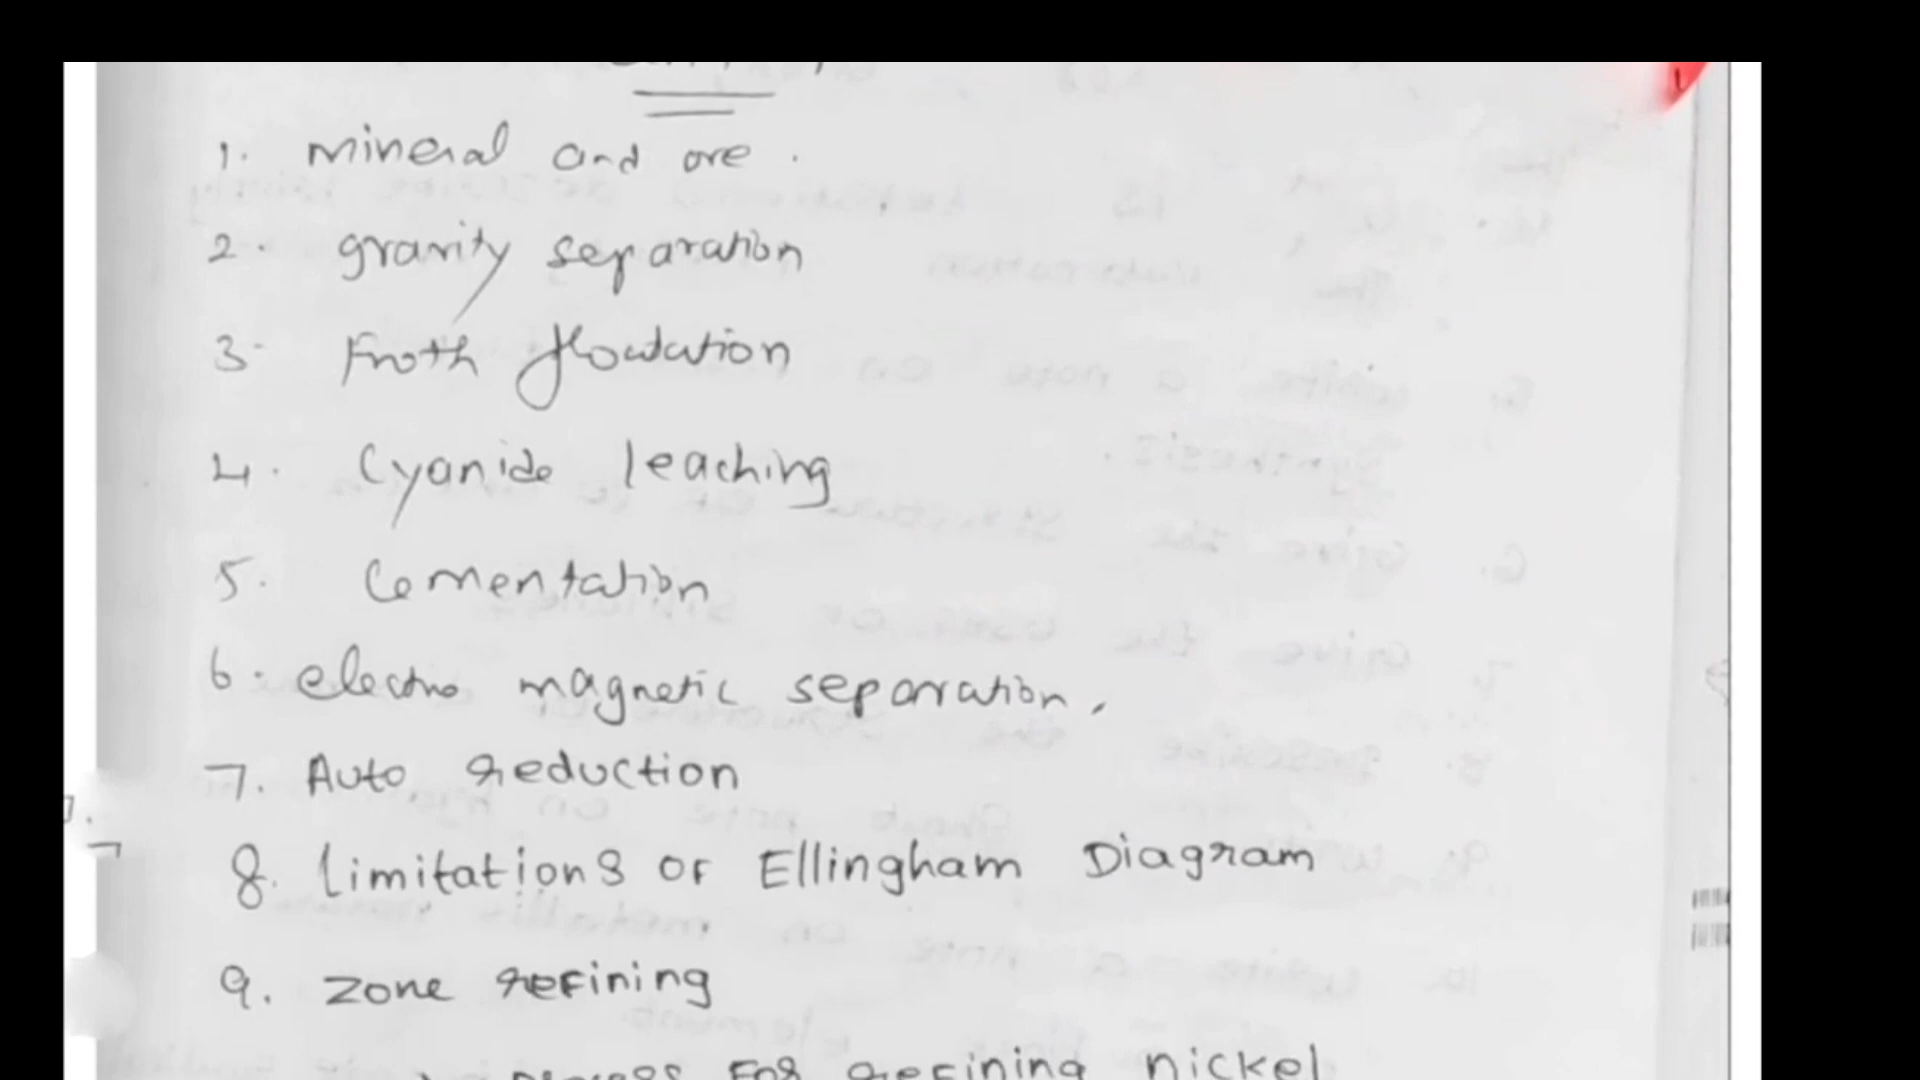 1. mineral and ore.
2. gravity separation
3. Froth floatation
4. Cyanide leaching
5. Cementation
6. electro magnetic separation.
7. Auto reduction
8. limitations of Ellingham Diagram
9. zone refining
process for refining nickel